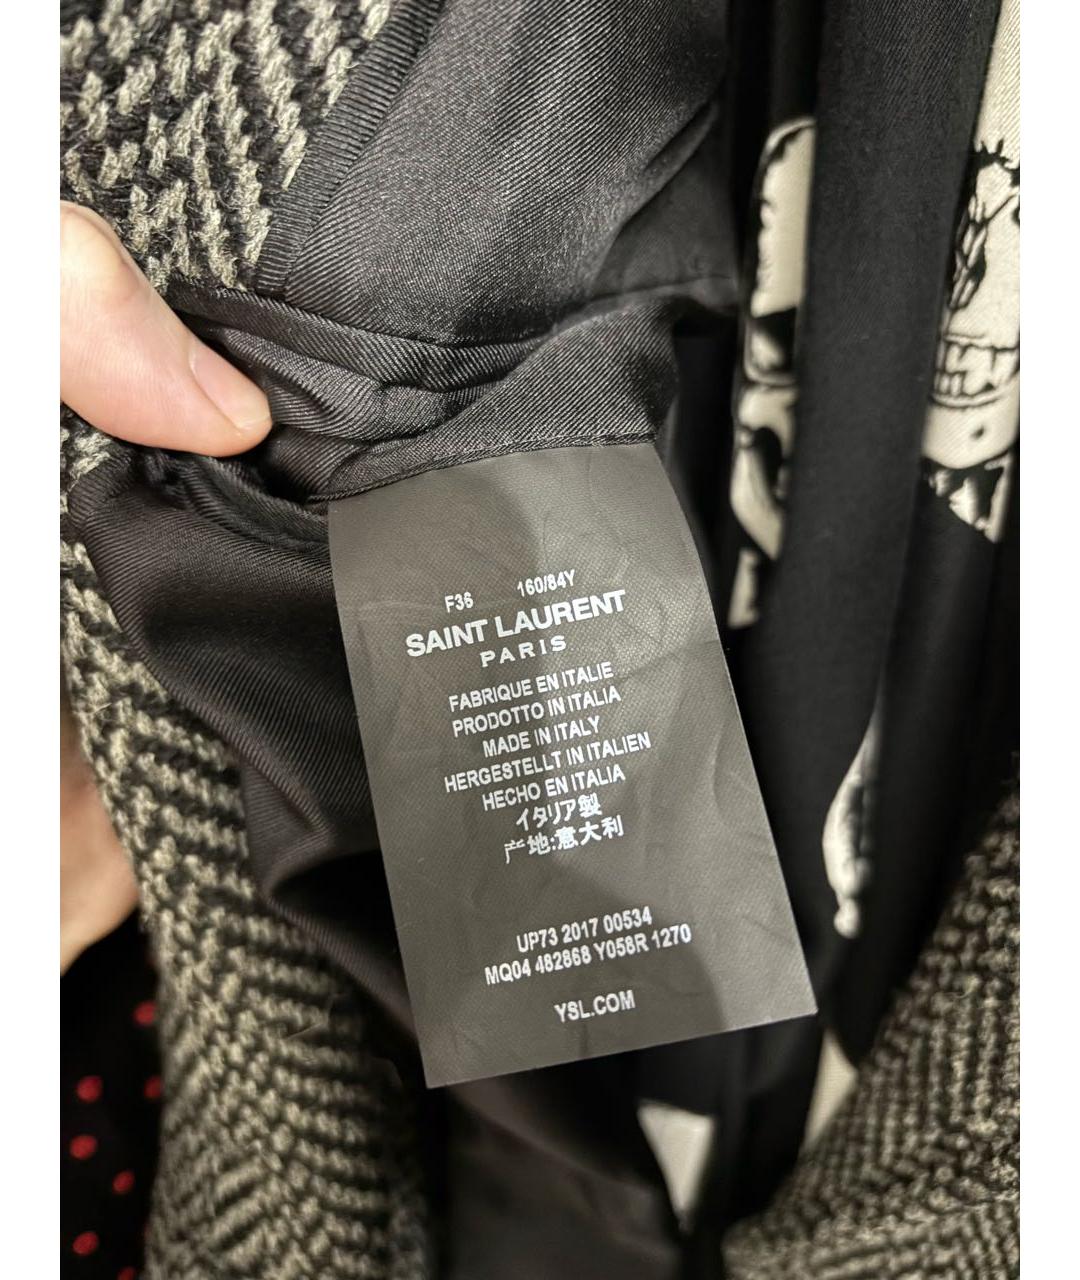 F36 160/84Y
SAINT LAURENT
PARIS
FABRIQUE EN ITALIE
PRODOTTO IN ITALIA
MADE IN ITALY
HERGESTELLT IN ITALIEN
HECHO EN ITALIA
イタリア製
产地:意大利
UP73 2017 00534
MQ04 482868 Y058R 1270
YSL.COM